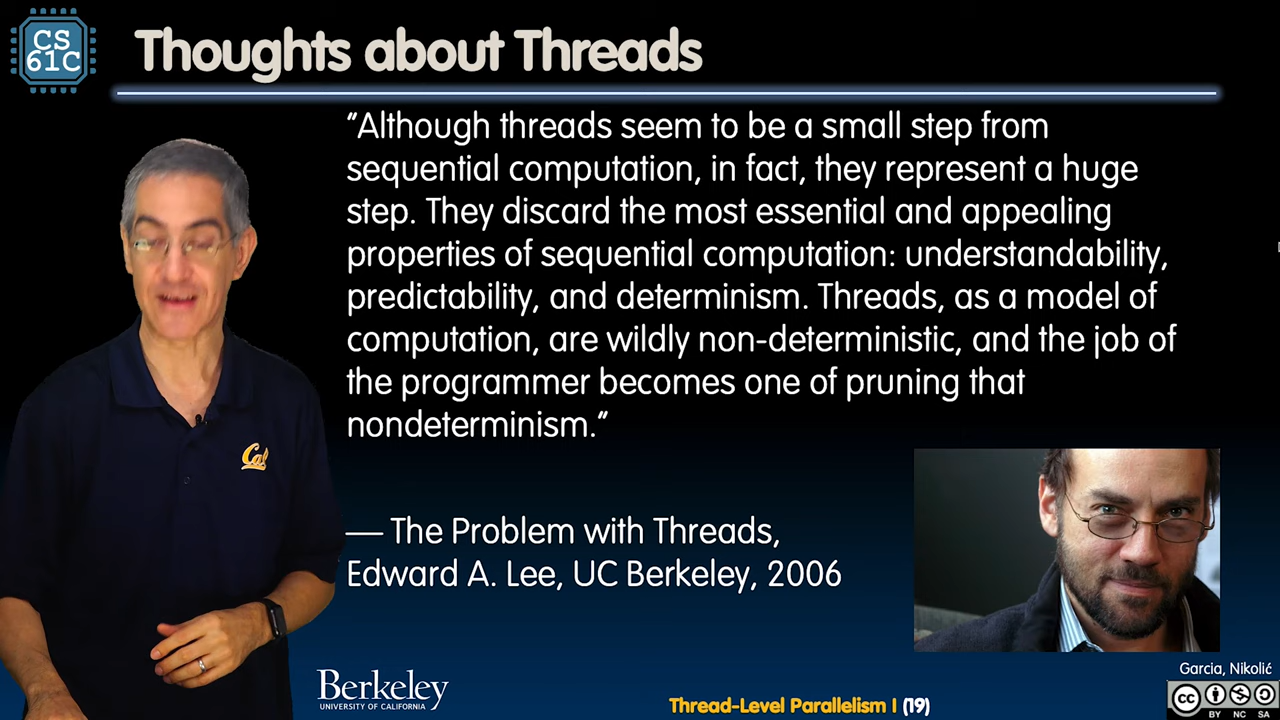 CS
61C
Thoughts about Threads
“Although threads seem to be a small step from
sequential computation, in fact, they represent a huge
step. They discard the most essential and appealing
properties of sequential computation: understandability,
predictability, and determinism. Threads, as a model of
computation, are wildly non-deterministic, and the job of
the programmer becomes one of pruning that
nondeterminism.”
— The Problem with Threads,
Edward A. Lee, UC Berkeley, 2006
Cal
Berkeley
UNIVERSITY OF CALIFORNIA
Thread-Level Parallelism I (19)
Garcia, Nikolić
CC
BY NC SA